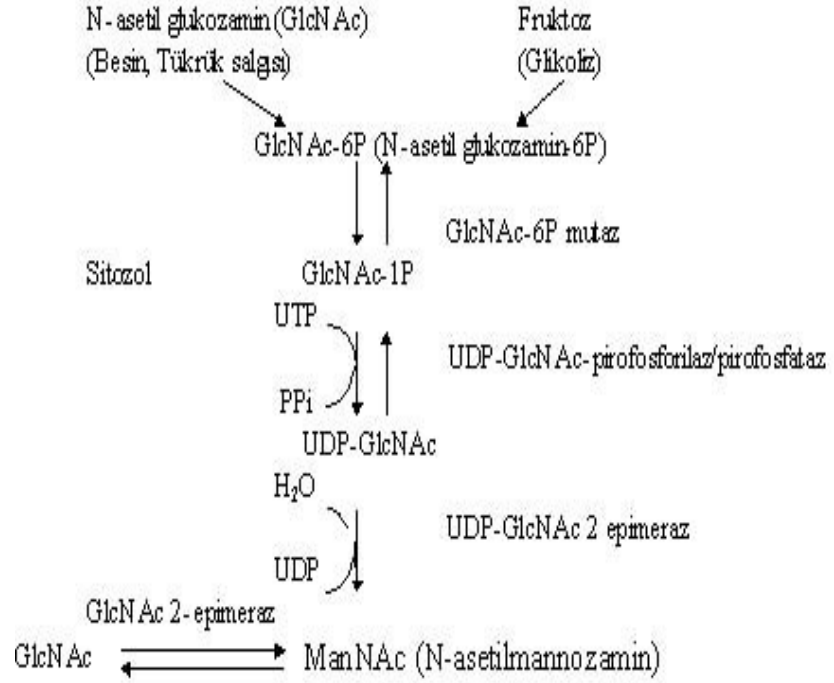 N-asetil glukozamin (GlcNAc)
(Besin, Tükrük salgısı)
Fruktoz
(Glikoliz)
GlcNAc-6P (N-asetil glukozamin-6P)
GlcNAc-6P mutaz
Sitozol
GlcNAc-1P
UTP
UDP-GlcNAc-pirofosforilaz/pirofosfataz
PPi
UDP-GlcNAc
H₂O
UDP-GlcNAc 2 epimeraz
UDP
GlcNAc 2-epimeraz
GlcNAc
ManNAc (N-asetilmannozamin)